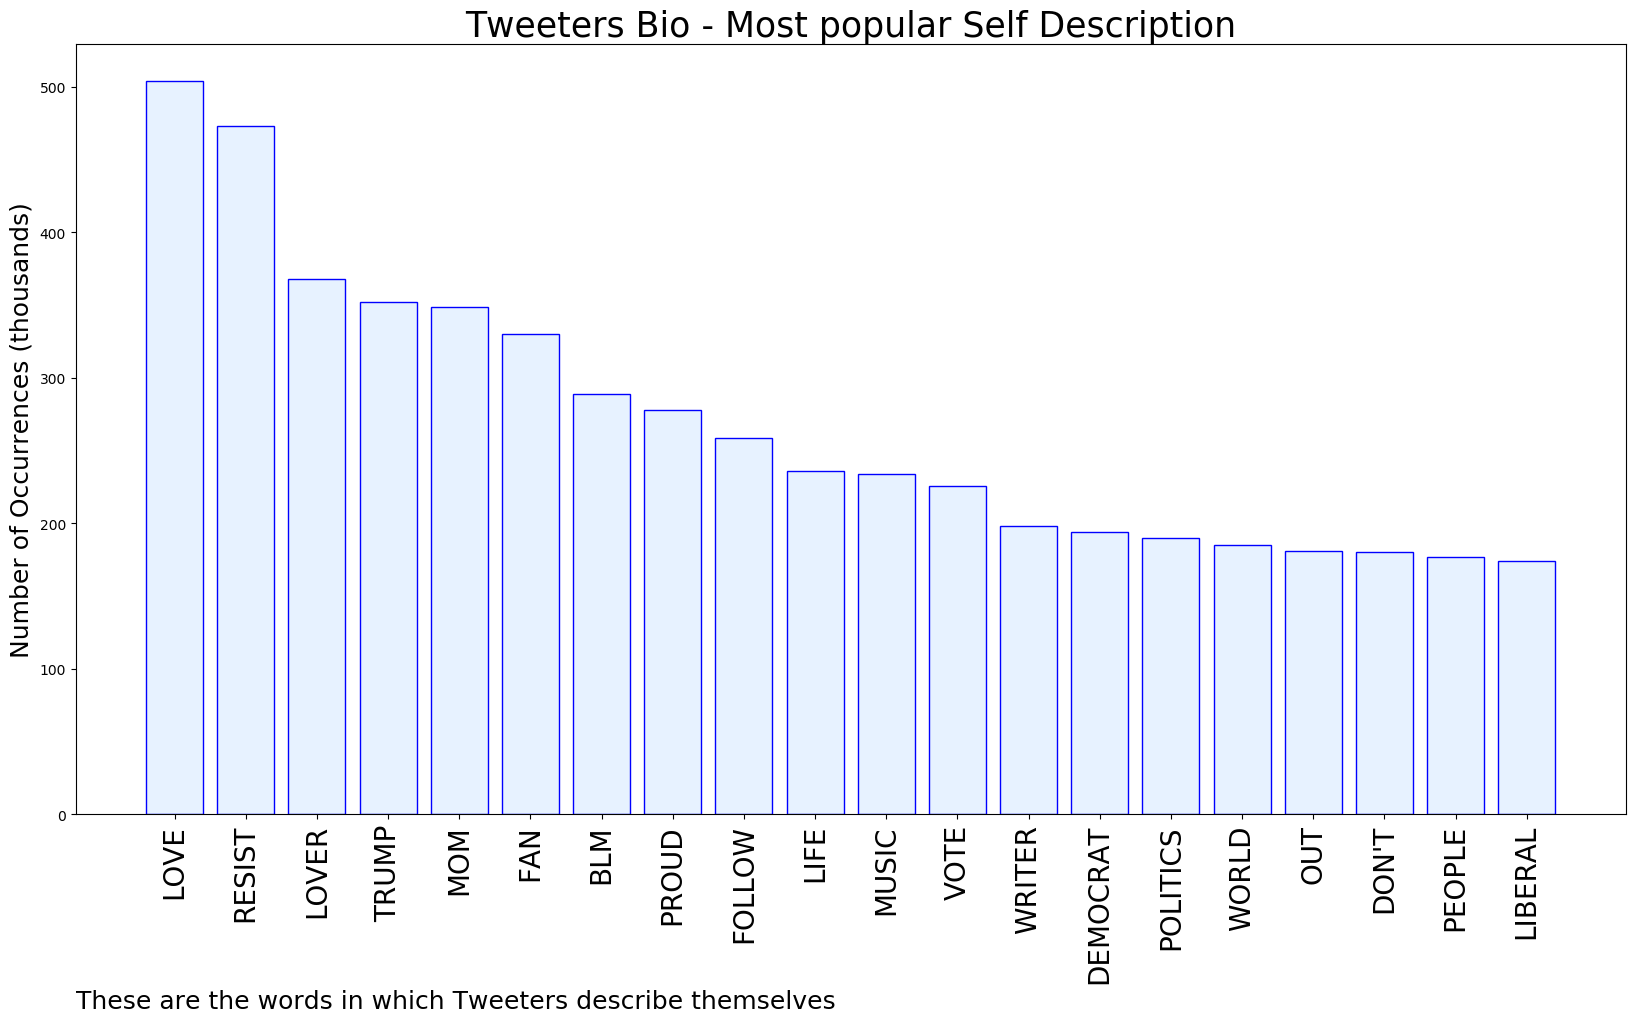 Tweeters Bio - Most popular Self Description
Number of Occurrences (thousands)
500
400
300
200
100
0
LOVE
RESIST
LOVER
TRUMP
MOM
FAN
BLM
PROUD
FOLLOW
LIFE
MUSIC
VOTE
WRITER
DEMOCRAT
POLITICS
WORLD
OUT
DON'T
PEOPLE
LIBERAL
These are the words in which Tweeters describe themselves